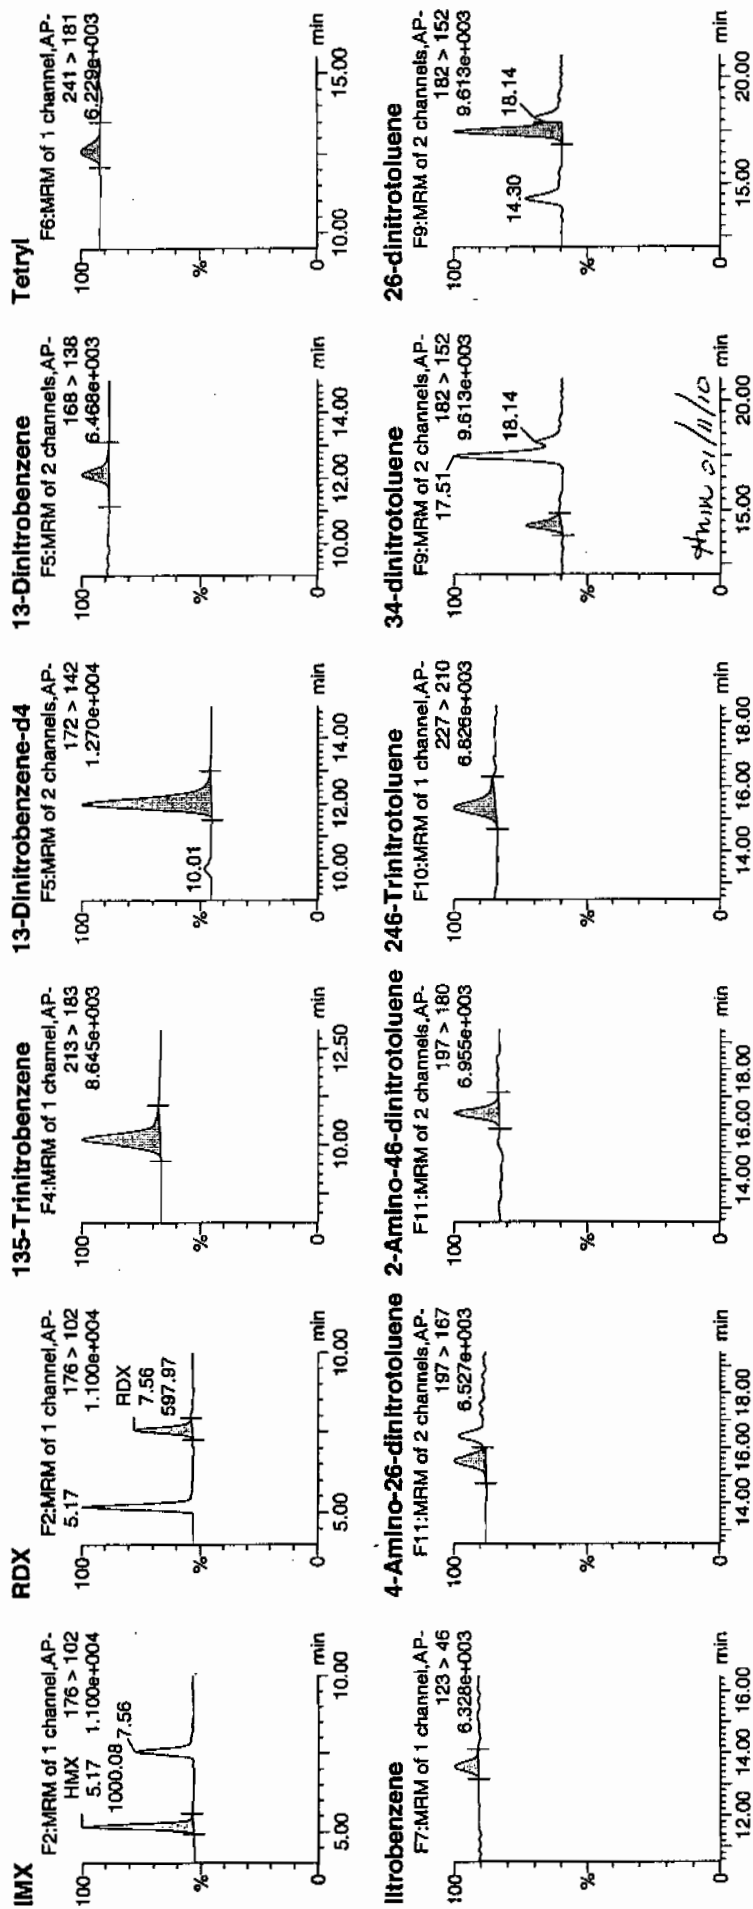 IMX
F2:MRM of 1 channel,AP-
HMX 176 > 102
5.17 1.100e+004
1000.08
7.56
100
%
0
5.00 10.00 min
RDX
F2:MRM of 1 channel,AP-
5.17 176 > 102
1.100e+004
RDX
7.56
597.97
100
%
0
5.00 10.00 min
135-Trinitrobenzene
F4:MRM of 1 channel,AP-
213 > 183
8.645e+003
100
%
0
10.00 12.50 min
13-Dinitrobenzene-d4
F5:MRM of 2 channels,AP-
172 > 142
1.270e+004
10.01
100
%
0
10.00 12.00 14.00 min
13-Dinitrobenzene
F5:MRM of 2 channels,AP-
168 > 138
6.468e+003
100
%
0
10.00 12.00 14.00 min
Tetryl
F6:MRM of 1 channel,AP-
241 > 181
6.229e+003
100
%
0
10.00 15.00 min
litrobenzene
F7:MRM of 1 channel,AP-
123 > 46
6.328e+003
100
%
0
12.00 14.00 16.00 min
4-Amino-26-dinitrotoluene
F11:MRM of 2 channels,AP-
197 > 167
6.527e+003
100
%
0
14.00 16.00 18.00 min
2-Amino-46-dinitrotoluene
F11:MRM of 2 channels,AP-
197 > 180
6.955e+003
100
%
0
14.00 16.00 18.00 min
246-Trinitrotoluene
F10:MRM of 1 channel,AP-
227 > 210
6.826e+003
100
%
0
14.00 16.00 18.00 min
34-dinitrotoluene
F9:MRM of 2 channels,AP-
17.51 182 > 152
9.613e+003
18.14
100
%
0
15.00 20.00 min
01/11/10
26-dinitrotoluene
F9:MRM of 2 channels,AP-
182 > 152
9.613e+003
14.30
18.14
100
%
0
15.00 20.00 min